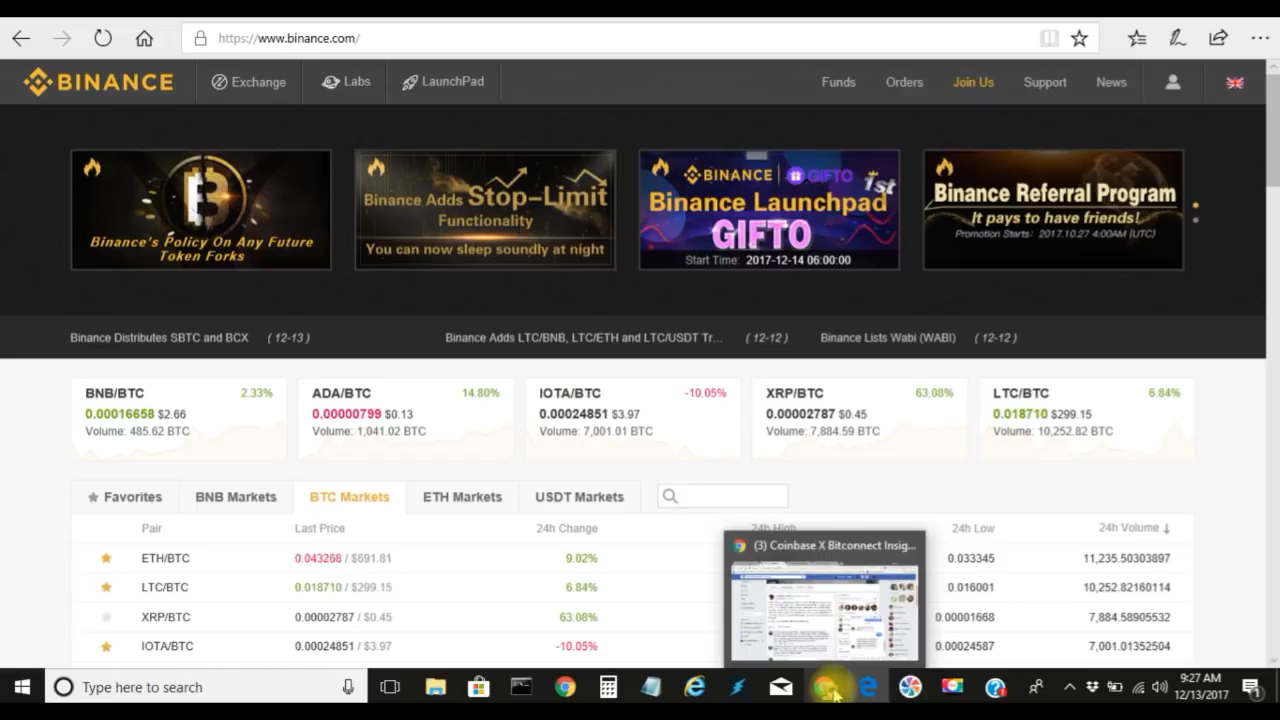 https://www.binance.com/
BINANCE Exchange Labs LaunchPad Funds Orders Join Us Support News
Binance's Policy On Any Future
Token Forks
Binance Adds Stop-Limit
Functionality
You can now sleep soundly at night
BINANCE | GIFTO
1st
Binance Launchpad
GIFTO
Start Time: 2017-12-14 06:00:00
Binance Referral Program
It pays to have friends!
Promotion Starts: 2017.10.27 4:00AM (UTC)
Binance Distributes SBTC and BCX ( 12-13 ) Binance Adds LTC/BNB, LTC/ETH and LTC/USDT Tr... ( 12-12 ) Binance Lists Wabi (WABI) ( 12-12 )
BNB/BTC 2.33%
0.00016658 $2.66
Volume: 485.62 BTC
ADA/BTC 14.80%
0.00000799 $0.13
Volume: 1,041.02 BTC
IOTA/BTC -10.05%
0.00024851 $3.97
Volume: 7,001.01 BTC
XRP/BTC 63.08%
0.00002787 $0.45
Volume: 7,884.59 BTC
LTC/BTC 6.84%
0.018710 $299.15
Volume: 10,252.82 BTC
Favorites BNB Markets BTC Markets ETH Markets USDT Markets
Pair Last Price 24h Change 24h High 24h Low 24h Volume
ETH/BTC 0.043268 / $691.81 9.02% 0.033345 11,235.50303897
LTC/BTC 0.018710 / $299.15 6.84% 0.016001 10,252.82160114
XRP/BTC 0.00002787 / $0.45 63.08% 0.00001668 7,884.58905532
IOTA/BTC 0.00024851 / $3.97 -10.05% 0.00024587 7,001.01352504
(3) Coinbase X Bitconnect Insig...
Type here to search
9:27 AM
12/13/2017